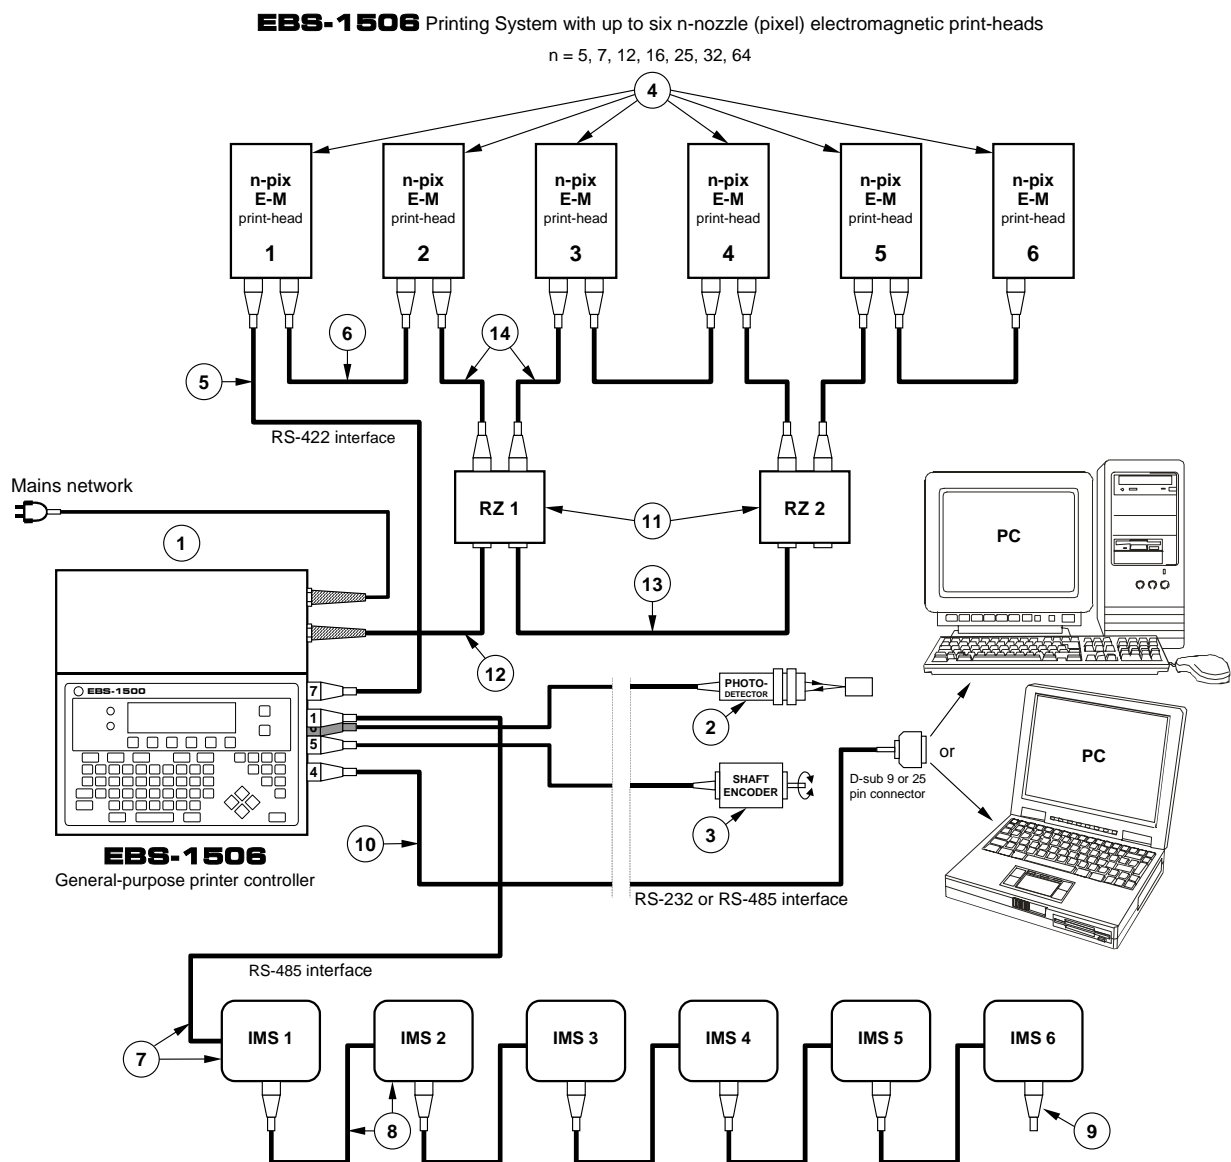 EBS-1506 Printing System with up to six n-nozzle (pixel) electromagnetic print-heads
n = 5, 7, 12, 16, 25, 32, 64
4
n-pix
E-M
print-head
1
n-pix
E-M
print-head
2
n-pix
E-M
print-head
3
n-pix
E-M
print-head
4
n-pix
E-M
print-head
5
n-pix
E-M
print-head
6
6
14
5
RS-422 interface
Mains network
1
RZ 1
11
RZ 2
PC
13
12
EBS-1500
7
1
5
4
PHOTO-
DETECTOR
2
SHAFT
ENCODER
3
or
D-sub 9 or 25
pin connector
PC
10
EBS-1506
General-purpose printer controller
RS-232 or RS-485 interface
RS-485 interface
IMS 1
IMS 2
IMS 3
IMS 4
IMS 5
IMS 6
7
8
9